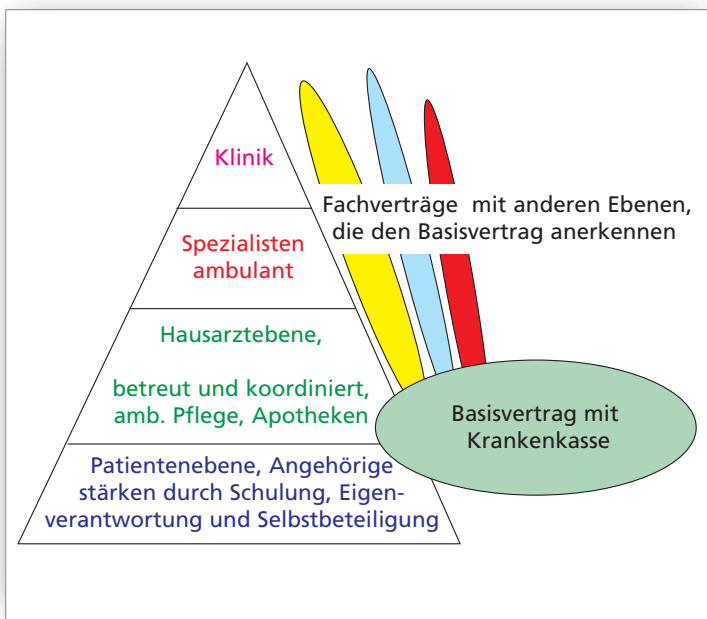 Klinik
Spezialisten
ambulant
Hausarztebene,
betreut und koordiniert,
amb. Pflege, Apotheken
Patientenebene, Angehörige
stärken durch Schulung, Eigen-
verantwortung und Selbstbeteiligung
Fachverträge mit anderen Ebenen,
die den Basisvertrag anerkennen
Basisvertrag mit
Krankenkasse